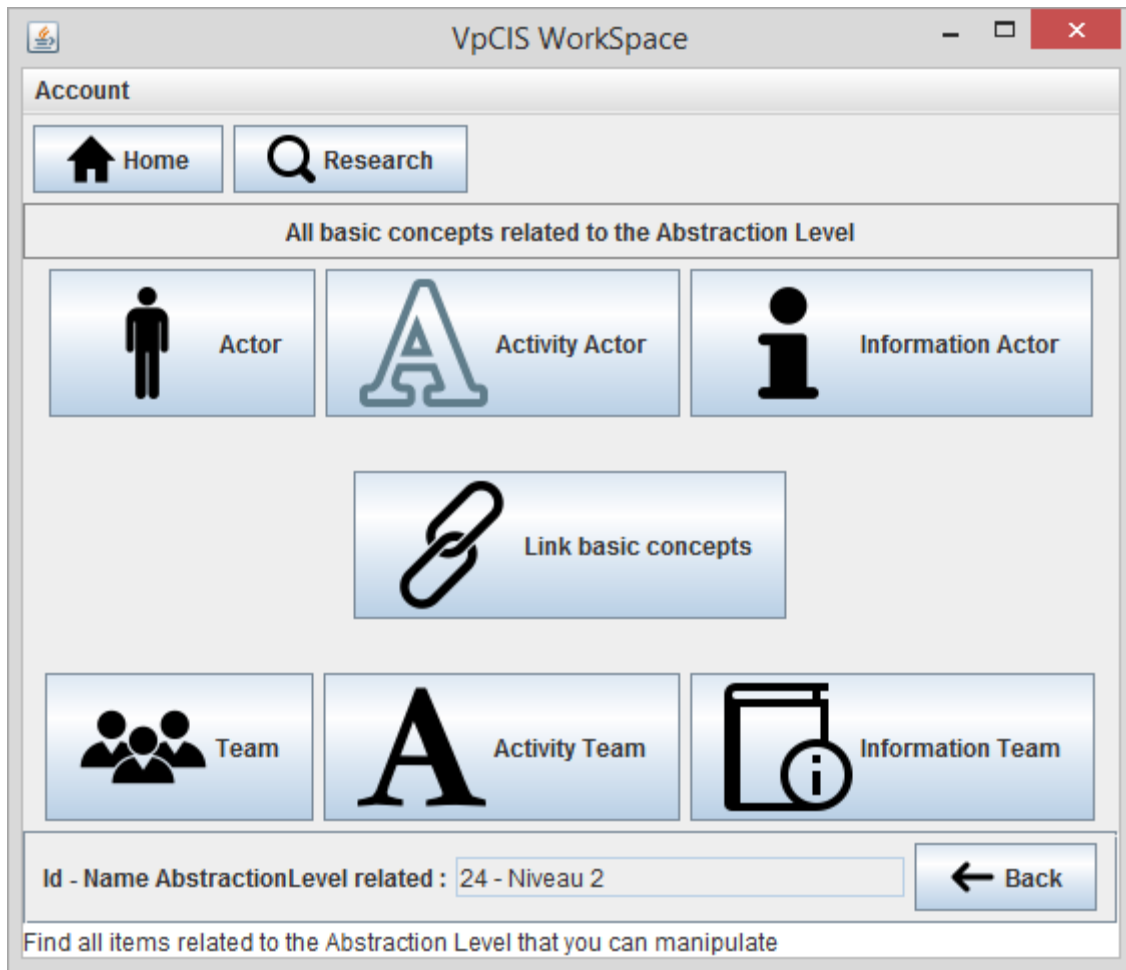 VpCIS WorkSpace
Account
Home Research
All basic concepts related to the Abstraction Level
Actor Activity Actor Information Actor
Link basic concepts
Team Activity Team Information Team
Id - Name AbstractionLevel related : 24 - Niveau 2 Back
Find all items related to the Abstraction Level that you can manipulate